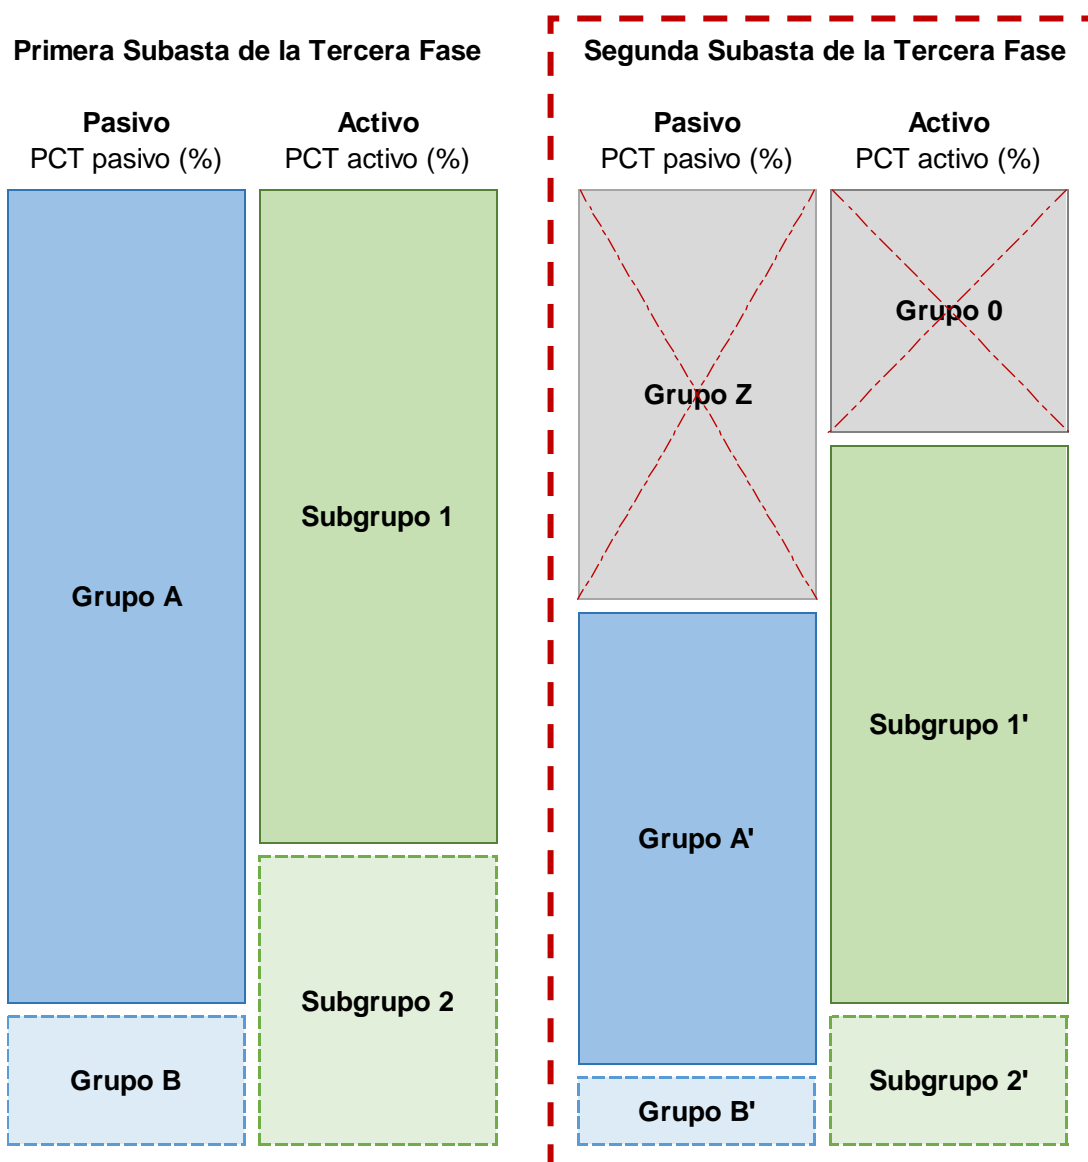 Primera Subasta de la Tercera Fase
Pasivo
PCT pasivo (%)
Activo
PCT activo (%)
Grupo A
Grupo B
Subgrupo 1
Subgrupo 2
Segunda Subasta de la Tercera Fase
Pasivo
PCT pasivo (%)
Activo
PCT activo (%)
Grupo Z
Grupo A'
Grupo B'
Grupo 0
Subgrupo 1'
Subgrupo 2'